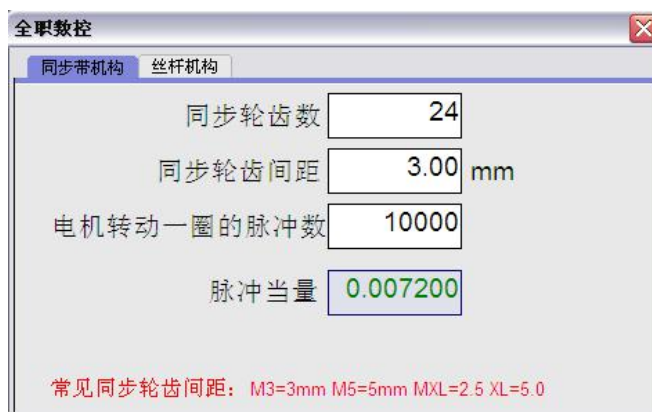 全职数控
同步带机构 丝杆机构
同步轮齿数 24
同步轮齿间距 3.00 mm
电机转动一圈的脉冲数 10000
脉冲当量 0.007200
常见同步轮齿间距：M3=3mm M5=5mm MXL=2.5 XL=5.0